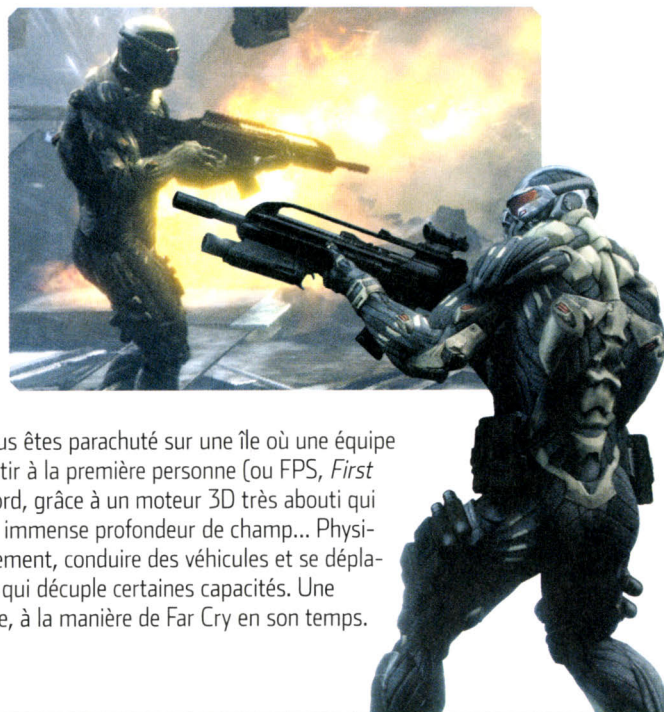 us êtes parachuté sur une île où une équipe
tir à la première personne (ou FPS, First
ord, grâce à un moteur 3D très abouti qui
immense profondeur de champ... Physi-
ement, conduire des véhicules et se dépla-
qui décuple certaines capacités. Une
e, à la manière de Far Cry en son temps.